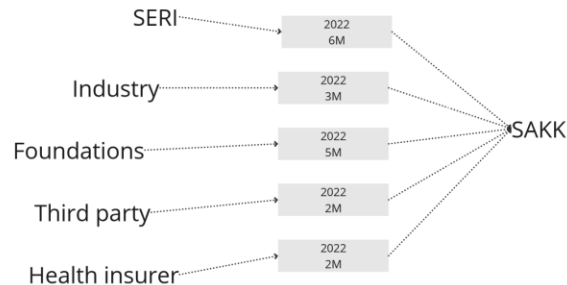 SERI
2022
6M
Industry
2022
3M
Foundations
2022
5M
Third party
2022
2M
Health insurer
2022
2M
SAKK